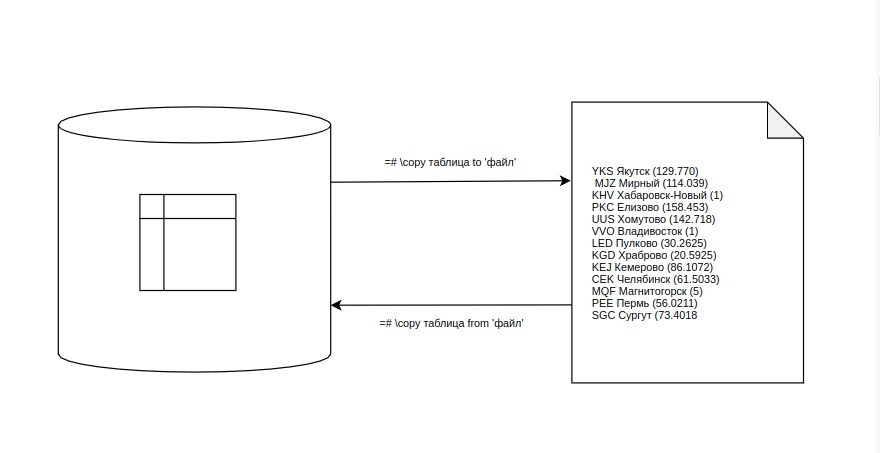 =# \copy таблица to 'файл'
YKS Якутск (129.770)
MJZ Мирный (114.039)
KHV Хабаровск-Новый (1)
PKC Елизово (158.453)
UUS Хомутово (142.718)
VVO Владивосток (1)
LED Пулково (30.2625)
KGD Храброво (20.5925)
KEJ Кемерово (86.1072)
CEK Челябинск (61.5033)
MQF Магнитогорск (5)
PEE Пермь (56.0211)
SGC Сургут (73.4018
=# \copy таблица from 'файл'